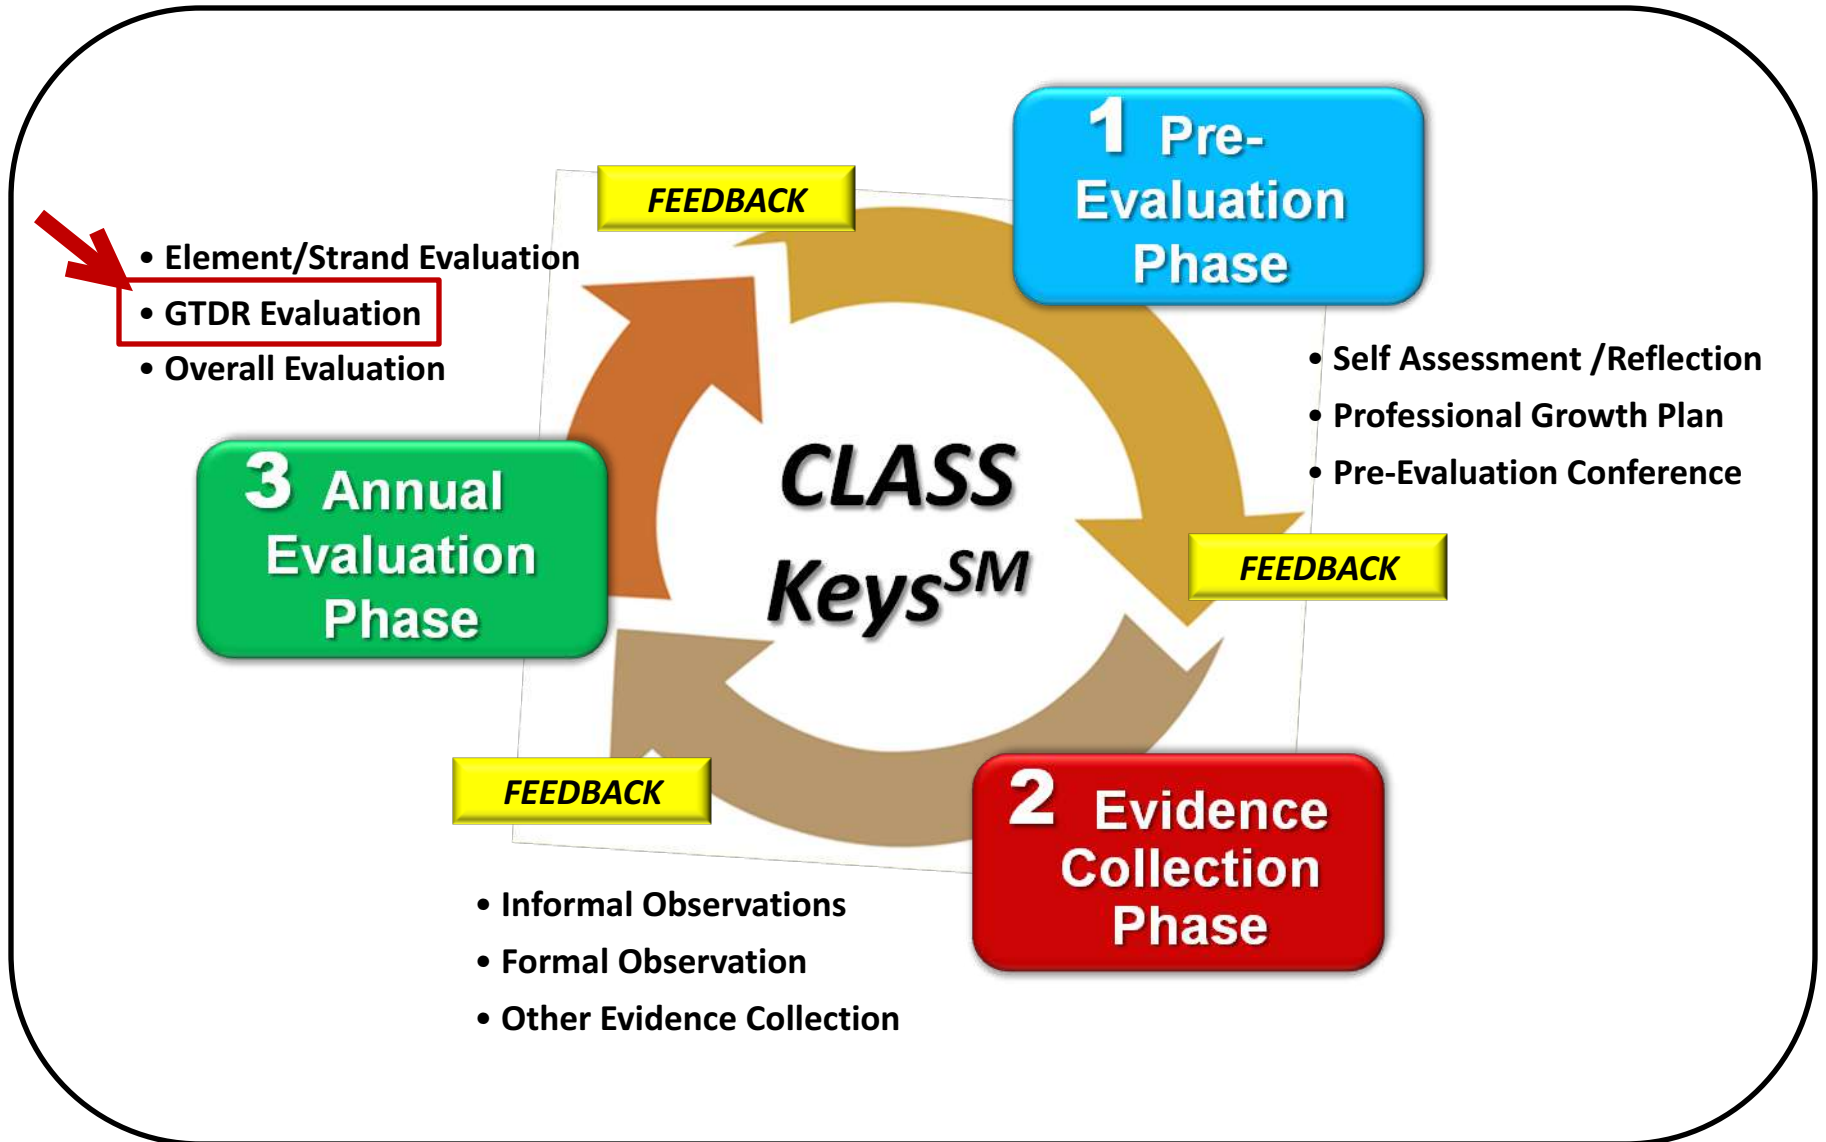 1 Pre-
Evaluation
Phase
FEEDBACK
• Element/Strand Evaluation
• GTDR Evaluation
• Overall Evaluation
• Self Assessment /Reflection
• Professional Growth Plan
• Pre-Evaluation Conference
CLASS
Keys^SM
3 Annual
Evaluation
Phase
FEEDBACK
FEEDBACK
2 Evidence
Collection
Phase
• Informal Observations
• Formal Observation
• Other Evidence Collection